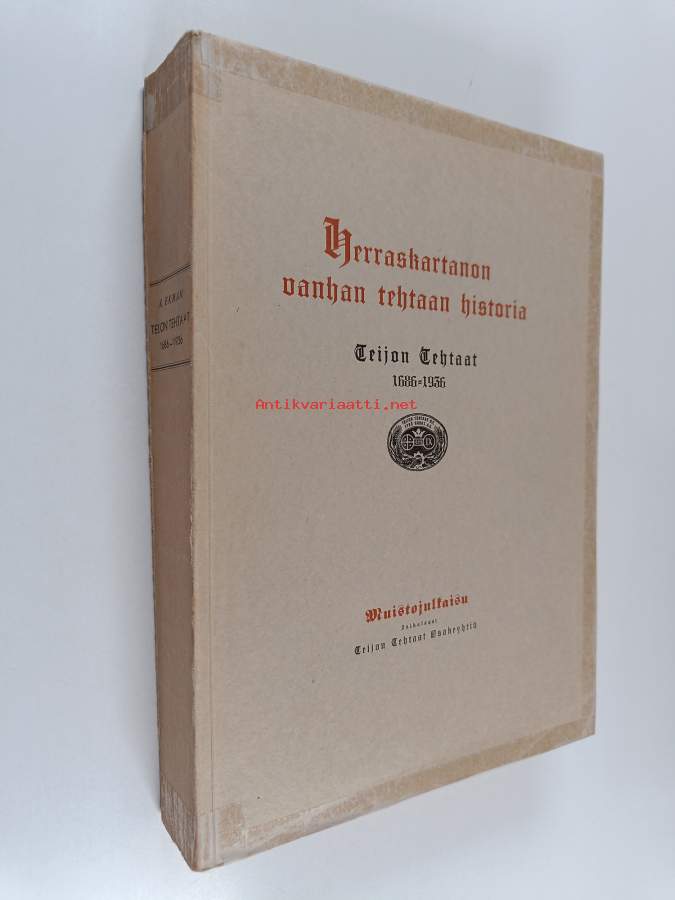 Herraskartanon
vanhan tehtaan historia
Teijon Tehtaat
1686-1936
Antikvariaatti.net
Muistojulkaisu
Julkaissut
Teijon Tehtaat Osakeyhtiö
A. EKMAN
TEIJON TEHTAAT
1686-1936